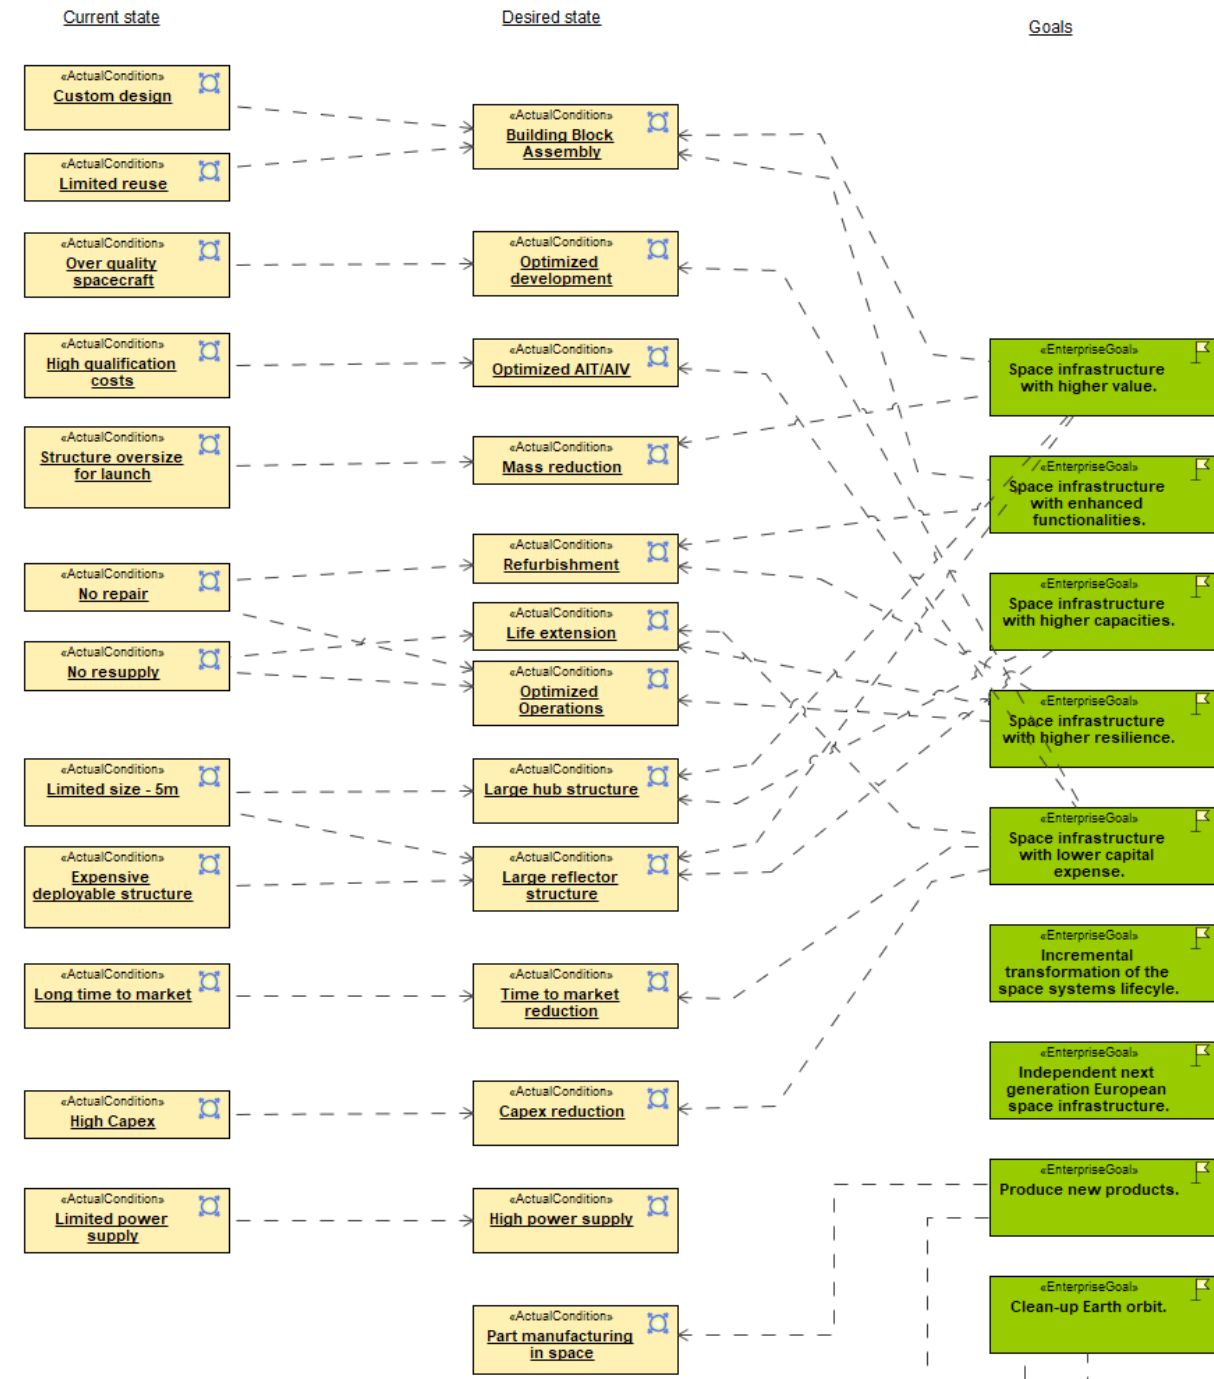 Current state
Desired state
Goals
«ActualCondition»
Custom design
«ActualCondition»
Limited reuse
«ActualCondition»
Over quality
spacecraft
«ActualCondition»
High qualification
costs
«ActualCondition»
Structure oversize
for launch
«ActualCondition»
No repair
«ActualCondition»
No resupply
«ActualCondition»
Limited size - 5m
«ActualCondition»
Expensive
deployable structure
«ActualCondition»
Long time to market
«ActualCondition»
High Capex
«ActualCondition»
Limited power
supply
«ActualCondition»
Building Block
Assembly
«ActualCondition»
Optimized
development
«ActualCondition»
Optimized AIT/AIV
«ActualCondition»
Mass reduction
«ActualCondition»
Refurbishment
«ActualCondition»
Life extension
«ActualCondition»
Optimized
Operations
«ActualCondition»
Large hub structure
«ActualCondition»
Large reflector
structure
«ActualCondition»
Time to market
reduction
«ActualCondition»
Capex reduction
«ActualCondition»
High power supply
«ActualCondition»
Part manufacturing
in space
«EnterpriseGoal»
Space infrastructure
with higher value.
«EnterpriseGoal»
Space infrastructure
with enhanced
functionalities.
«EnterpriseGoal»
Space infrastructure
with higher capacities.
«EnterpriseGoal»
Space infrastructure
with higher resilience.
«EnterpriseGoal»
Space infrastructure
with lower capital
expense.
«EnterpriseGoal»
Incremental
transformation of the
space systems lifecyle.
«EnterpriseGoal»
Independent next
generation European
space infrastructure.
«EnterpriseGoal»
Produce new products.
«EnterpriseGoal»
Clean-up Earth orbit.